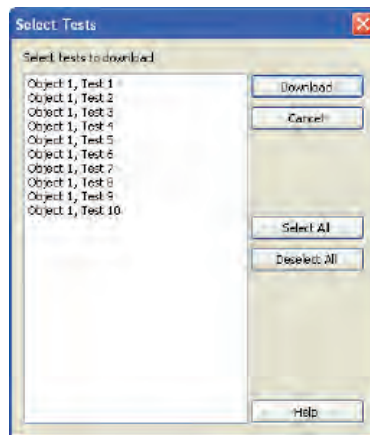 Select Tests
Select tests to download
Object 1, Test 1
Object 1, Test 2
Object 1, Test 3
Object 1, Test 4
Object 1, Test 5
Object 1, Test 6
Object 1, Test 7
Object 1, Test 8
Object 1, Test 9
Object 1, Test 10
Download
Cancel
Select All
Deselect All
Help